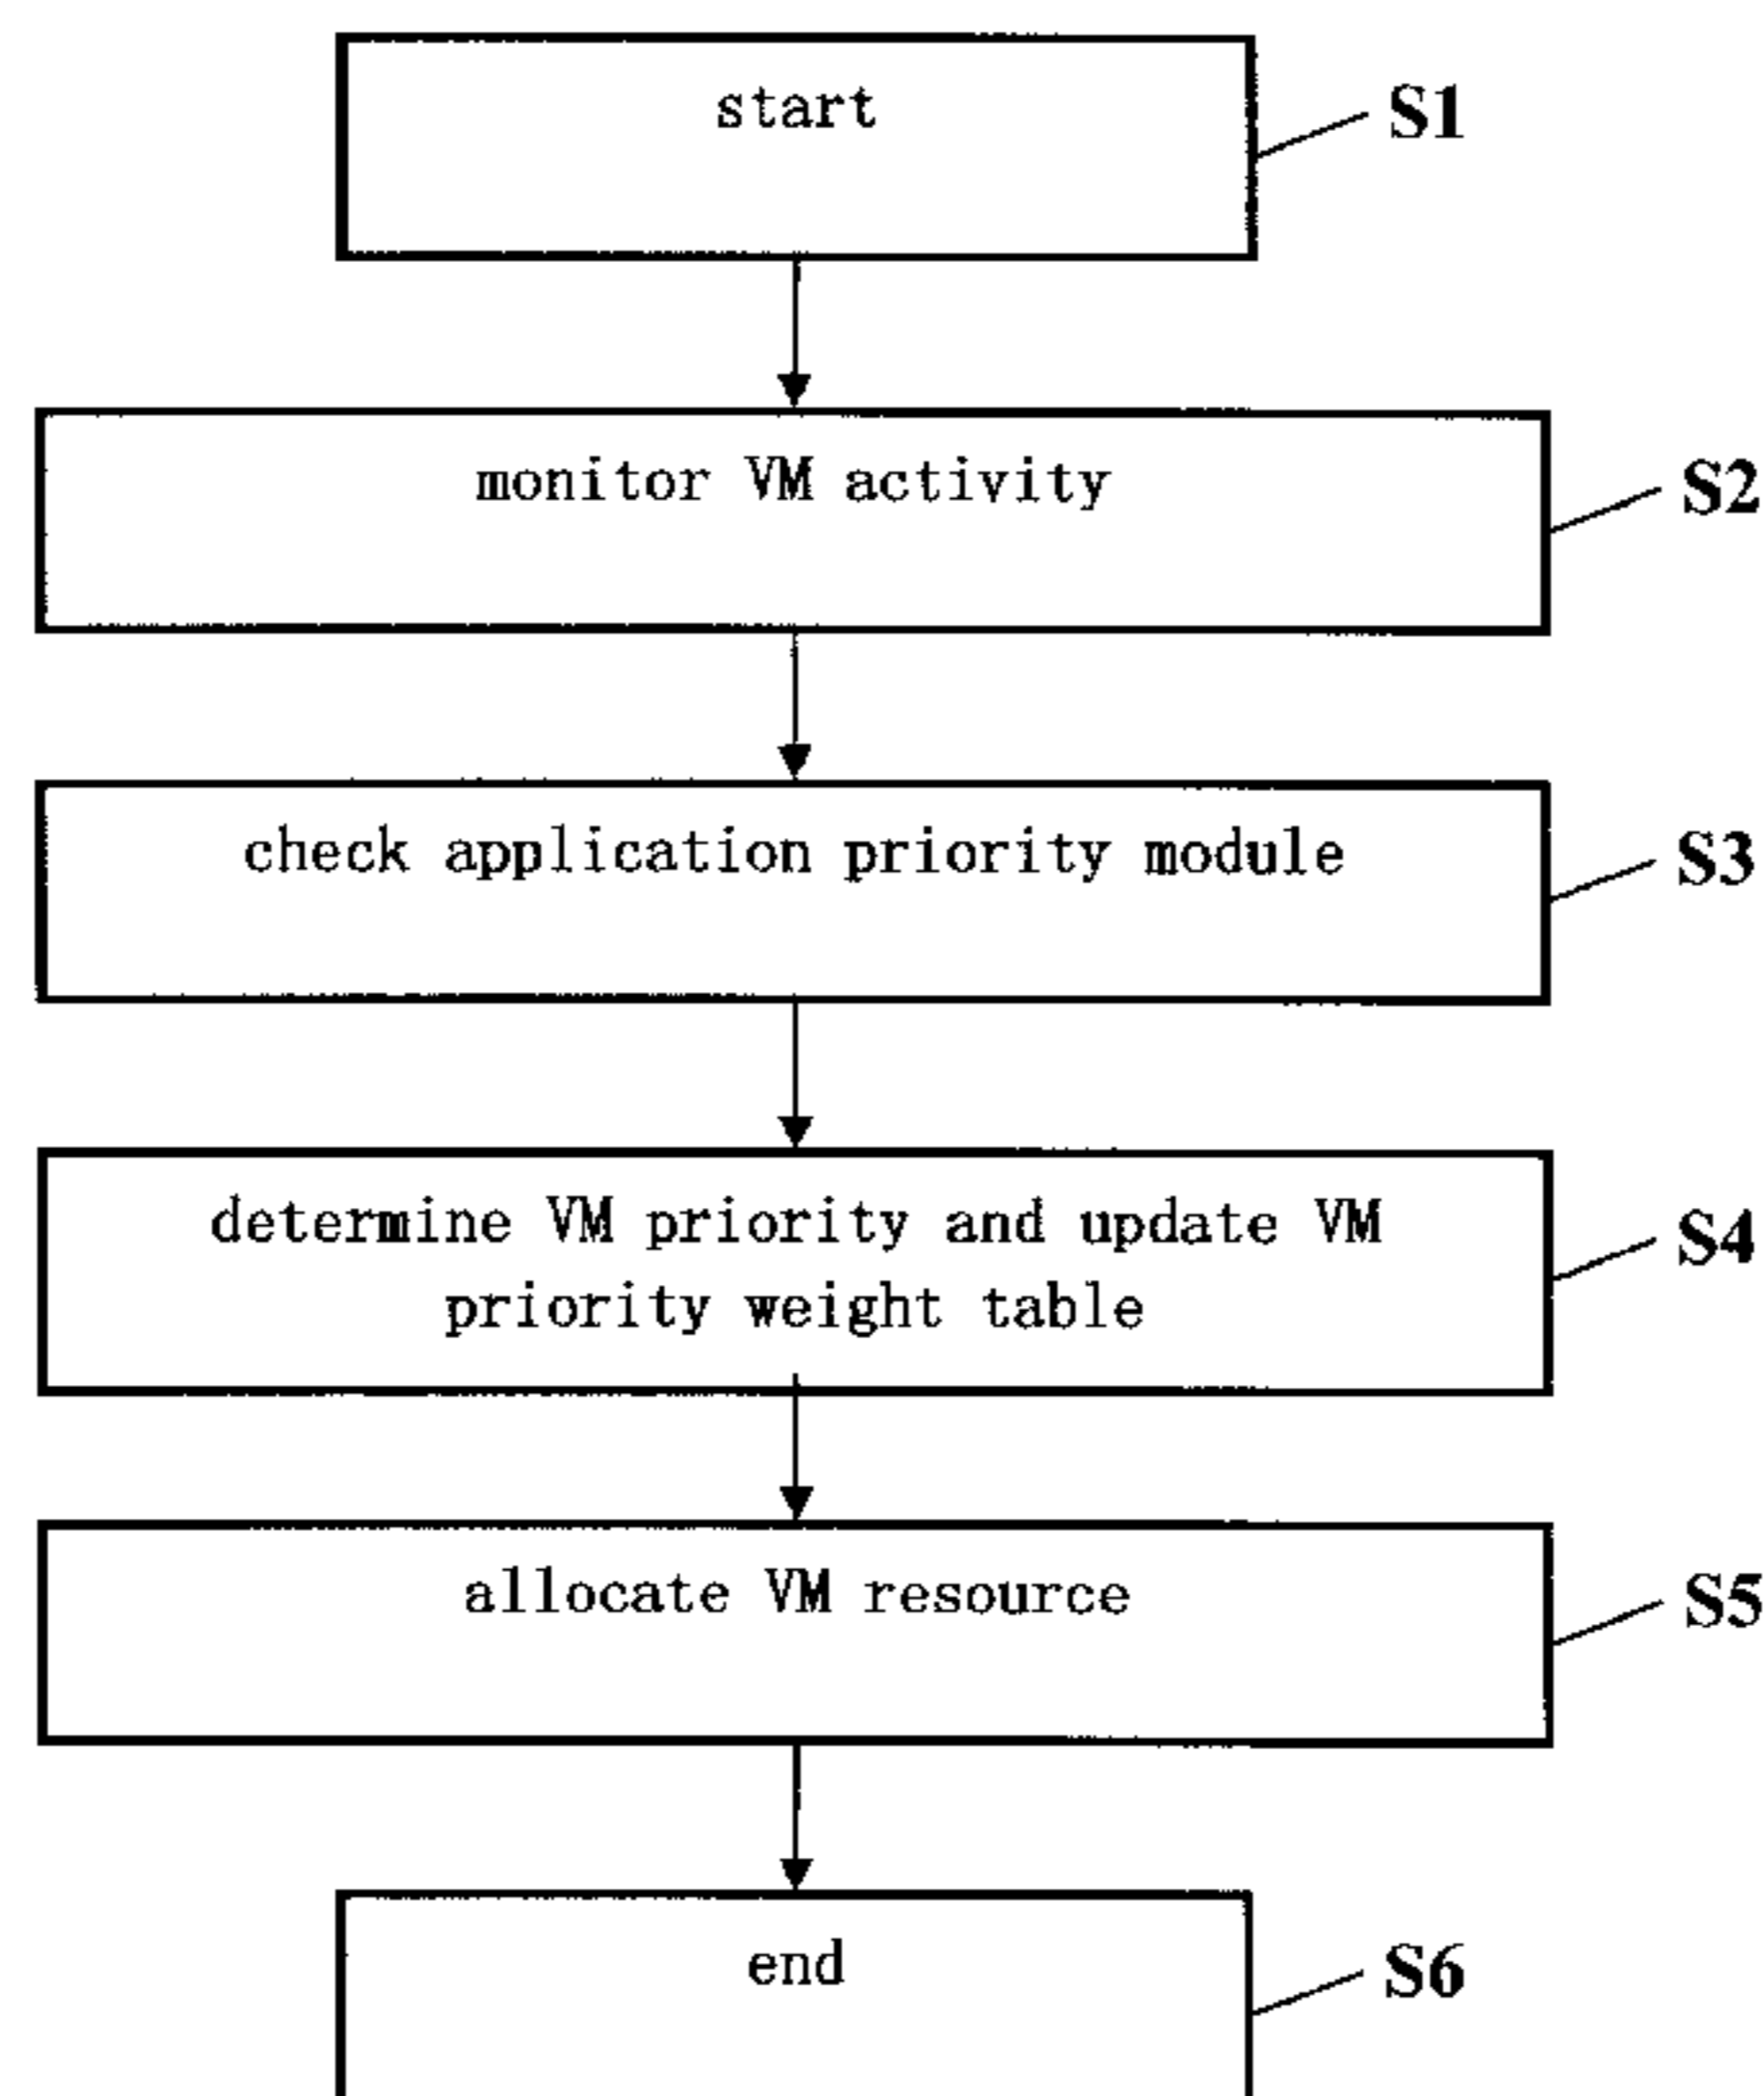 start
S1
monitor VM activity
S2
check application priority module
S3
determine VM priority and update VM
priority weight table
S4
allocate VM resource
S5
end
S6